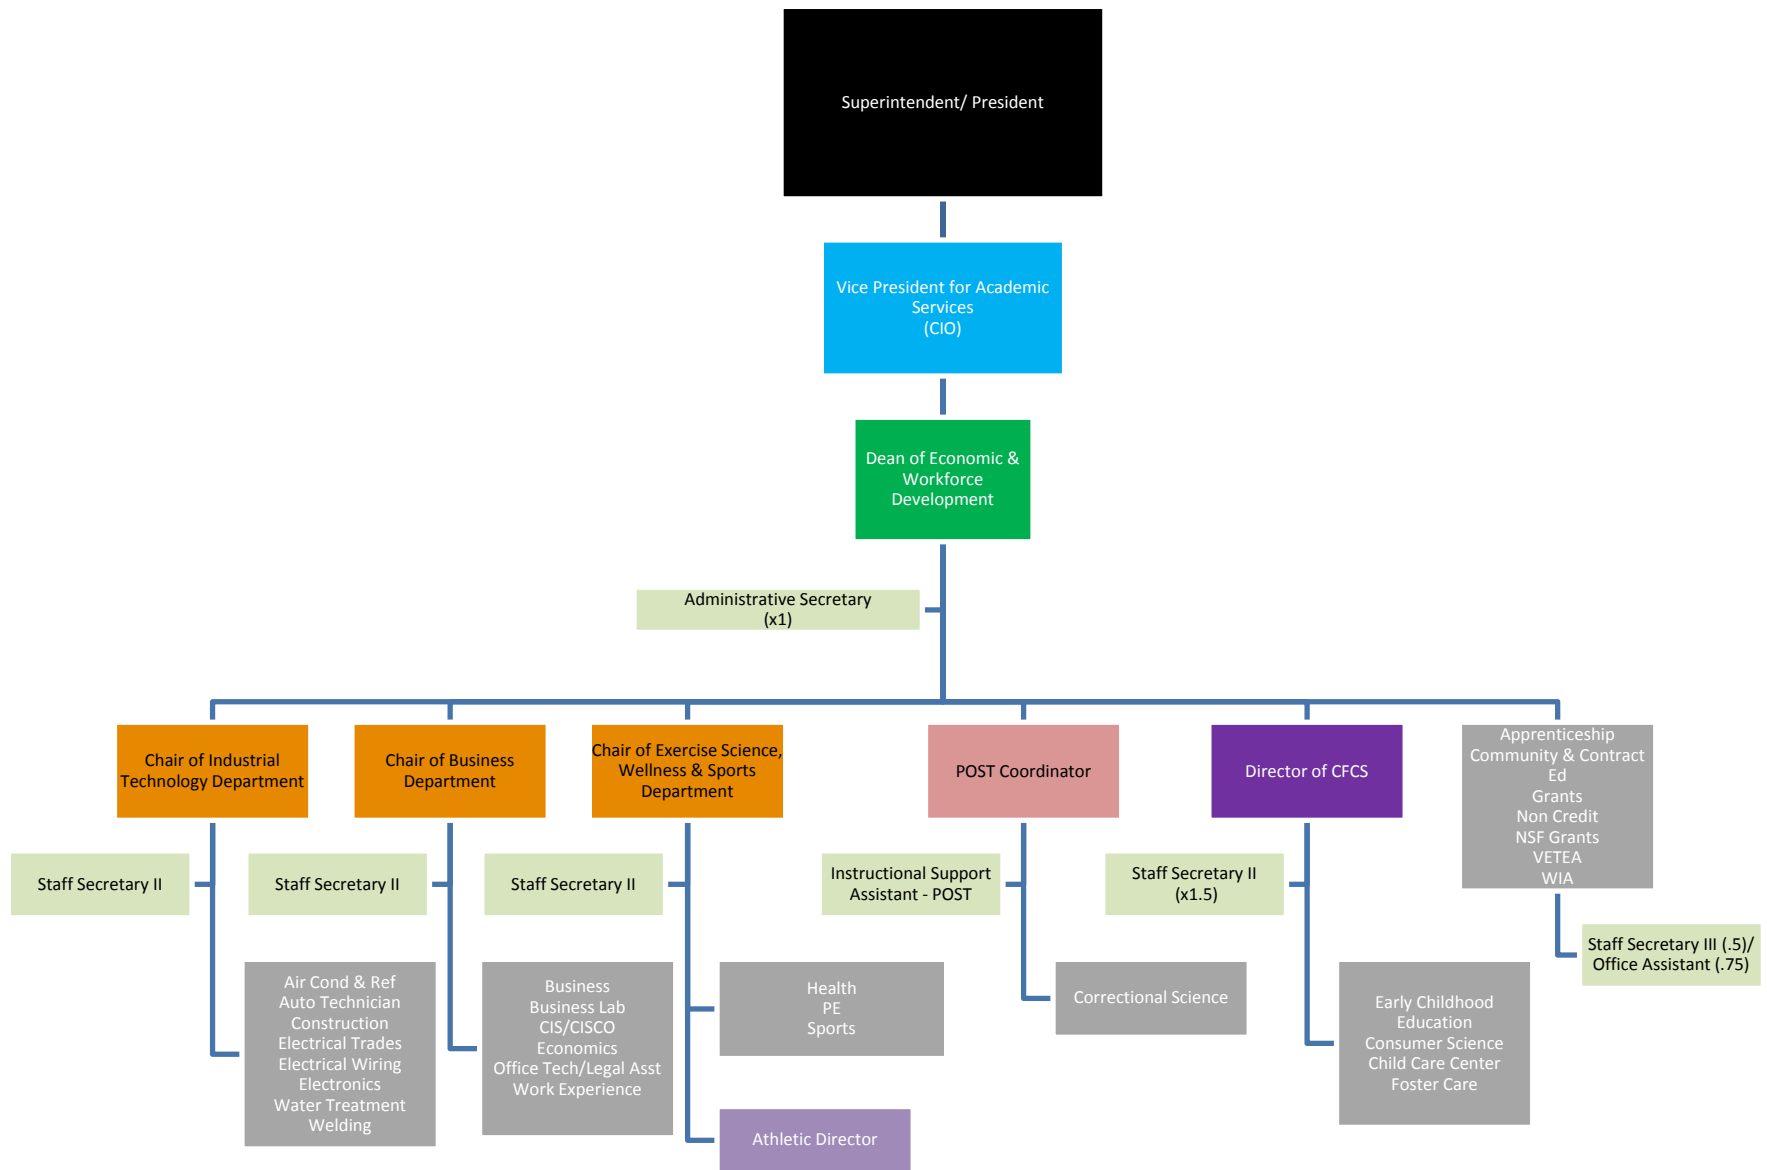 Superintendent/ President
Vice President for Academic
Services
(CIO)
Dean of Economic &
Workforce
Development
Administrative Secretary
(x1)
Chair of Industrial
Technology Department
Chair of Business
Department
Chair of Exercise Science,
Wellness & Sports
Department
POST Coordinator
Director of CFCS
Apprenticeship
Community & Contract
Ed
Grants
Non Credit
NSF Grants
VETEA
WIA
Staff Secretary II
Staff Secretary II
Staff Secretary II
Instructional Support
Assistant - POST
Staff Secretary II
(x1.5)
Staff Secretary III (.5)/
Office Assistant (.75)
Air Cond & Ref
Auto Technician
Construction
Electrical Trades
Electrical Wiring
Electronics
Water Treatment
Welding
Business
Business Lab
CIS/CISCO
Economics
Office Tech/Legal Asst
Work Experience
Health
PE
Sports
Correctional Science
Early Childhood
Education
Consumer Science
Child Care Center
Foster Care
Athletic Director